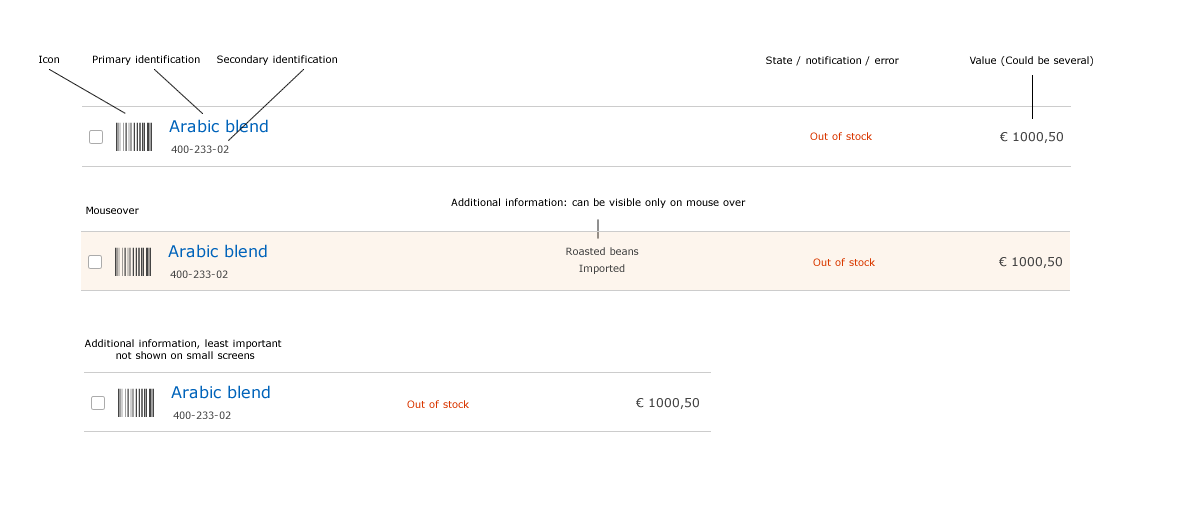 Icon Primary identification Secondary identification State / notification / error Value (Could be several)
Arabic blend
400-233-02 Out of stock € 1000,50
Mouseover Additional information: can be visible only on mouse over
Arabic blend Roasted beans
400-233-02 Imported Out of stock € 1000,50
Additional information, least important
not shown on small screens
Arabic blend
400-233-02 Out of stock € 1000,50